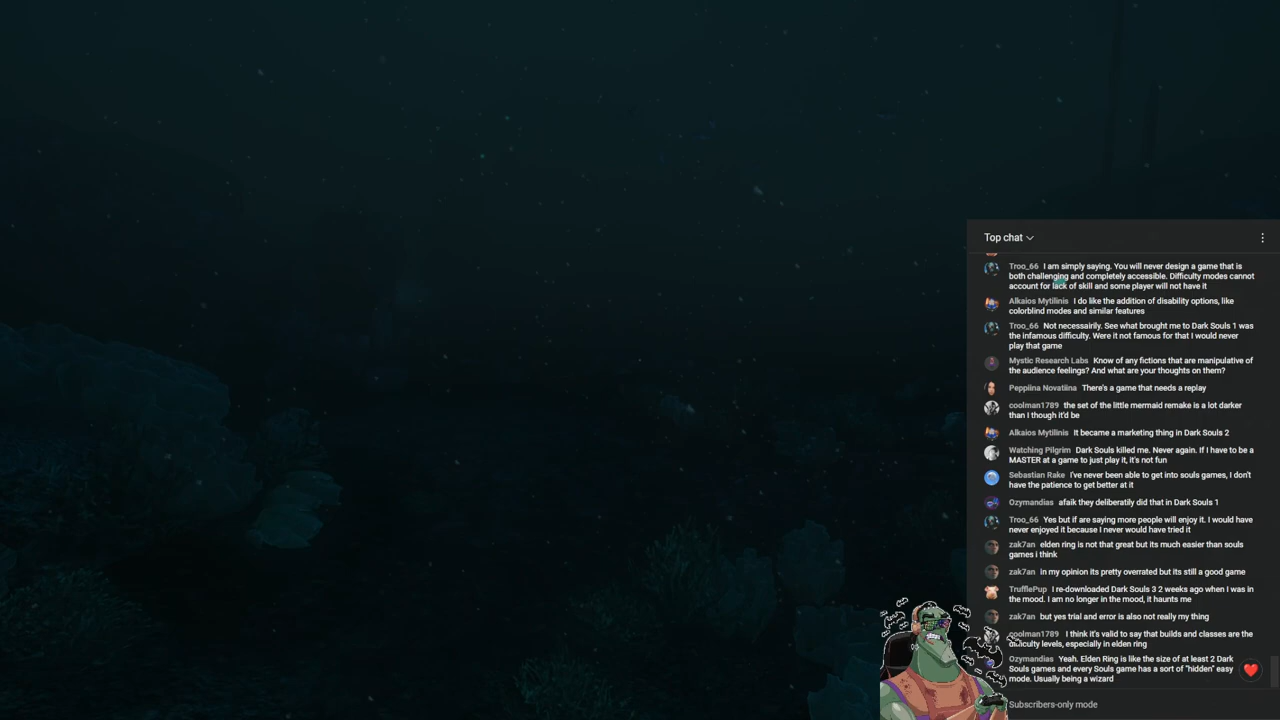 Top chat
Troo_66 I am simply saying. You will never design a game that is
both challenging and completely accessible. Difficulty modes cannot
account for lack of skill and some player will not have it
Alkaios Mytilinis I do like the addition of disability options, like
colorblind modes and similar features
Troo_66 Not necessairily. See what brought me to Dark Souls 1 was
the infamous difficulty. Were it not famous for that I would never
play that game
Mystic Research Labs Know of any fictions that are manipulative of
the audience feelings? And what are your thoughts on them?
Peppiina Novatiina There's a game that needs a replay
coolman1789 the set of the little mermaid remake is a lot darker
than I though it'd be
Alkaios Mytilinis It became a marketing thing in Dark Souls 2
Watching Pilgrim Dark Souls killed me. Never again. If I have to be a
MASTER at a game to just play it, it's not fun
Sebastian Rake I've never been able to get into souls games, I don't
have the patience to get better at it
Ozymandias afaik they deliberatily did that in Dark Souls 1
Troo_66 Yes but if are saying more people will enjoy it. I would have
never enjoyed it because I never would have tried it
zak7an elden ring is not that great but its much easier than souls
games i think
zak7an in my opinion its pretty overrated but its still a good game
TrufflePup I re-downloaded Dark Souls 3 2 weeks ago when I was in
the mood. I am no longer in the mood, it haunts me
zak7an but yes trial and error is also not really my thing
coolman1789 I think it's valid to say that builds and classes are the
difficulty levels, especially in elden ring
Ozymandias Yeah. Elden Ring is like the size of at least 2 Dark
Souls games and every Souls game has a sort of "hidden" easy
mode. Usually being a wizard
Subscribers-only mode